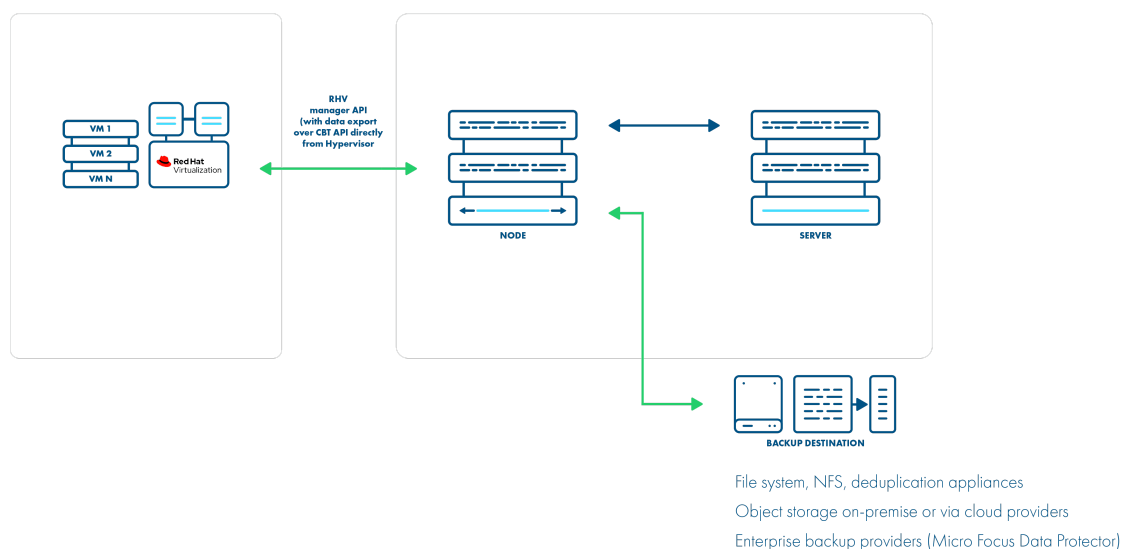 RHV
manager API
(with data export
over CBT API directly
from Hypervisor
VM 1
VM 2
VM N
Red Hat
Virtualization
NODE
SERVER
BACKUP DESTINATION
File system, NFS, deduplication appliances
Object storage on-premise or via cloud providers
Enterprise backup providers (Micro Focus Data Protector)